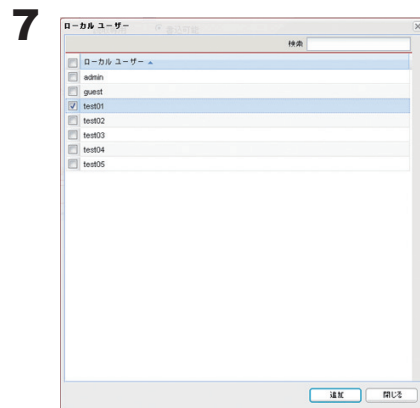 7
ローカル ユーザー
検索
ローカル ユーザー
admin
guest
test01
test02
test03
test04
test05
追加
閉じる